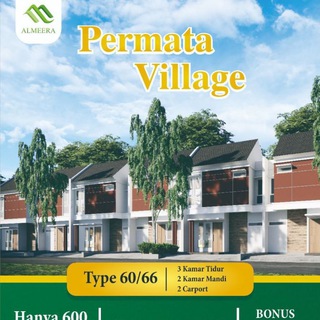 ALMEERA
Permata
Village
Type 60/66
3 Kamar Tidur
2 Kamar Mandi
2 Carport
Hanya 600
BONUS